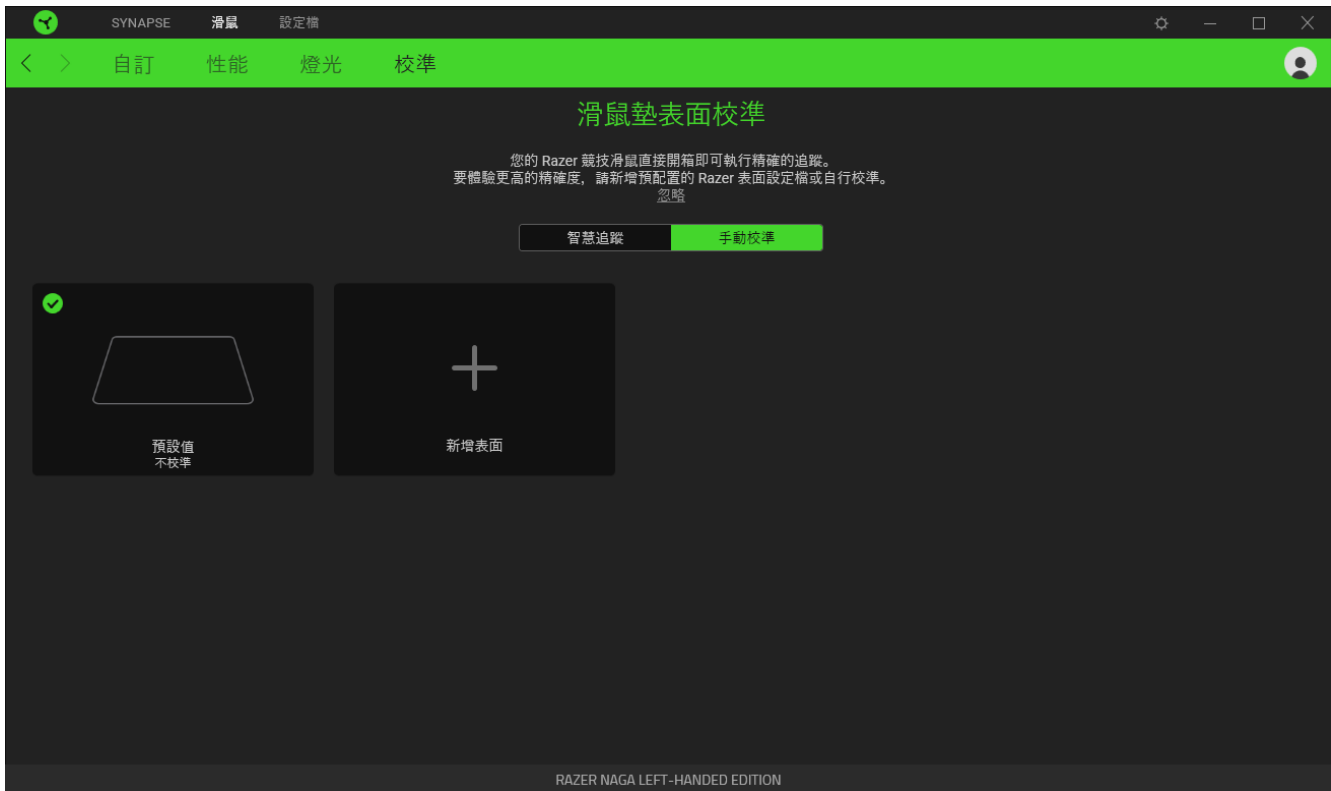 SYNAPSE 滑鼠 設定檔
自訂 性能 燈光 校準
滑鼠墊表面校準
您的 Razer 競技滑鼠直接開箱即可執行精確的追蹤。
要體驗更高的精確度，請新增預配置的 Razer 表面設定檔或自行校準。
忽略
智慧追蹤 手動校準
預設值
不校準
新增表面
RAZER NAGA LEFT-HANDED EDITION